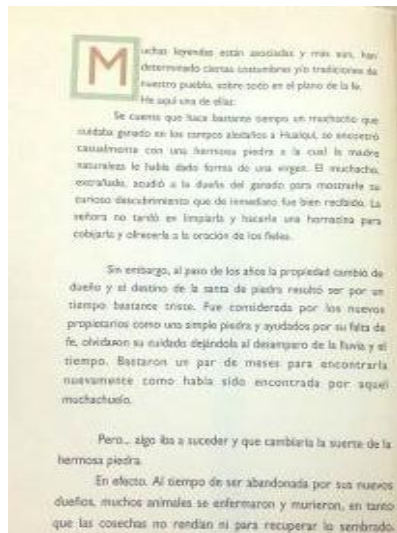 Muchas leyendas están asociadas y más aún, han
determinado ciertas costumbres y/o tradiciones de
nuestro pueblo, sobre todo en el plano de la fe.
He aquí una de ellas:
Se cuenta que hace bastante tiempo un muchacho que
cuidaba ganado en los campos aledaños a Hualqui, se encontró
casualmente con una hermosa piedra a la cual la madre
naturaleza le había dado forma de una virgen. El muchacho,
extrañado, acudió a la dueña del ganado para mostrarle su
curioso descubrimiento que de inmediato fue bien recibido. La
señora no tardó en limpiarla y hacerle una hornacina para
cobijarla y ofrecerla a la oración de los fieles.
Sin embargo, al paso de los años la propiedad cambió de
dueño y el destino de la santa de piedra resultó ser por un
tiempo bastante triste. Fue considerada por los nuevos
propietarios como una simple piedra y ayudados por su falta de
fe, olvidaron su cuidado dejándola al desamparo de la lluvia y el
tiempo. Bastaron un par de meses para encontrarla
nuevamente como había sido encontrada por aquel
muchachuelo.
Pero... algo iba a suceder y que cambiaría la suerte de la
hermosa piedra.
En efecto. Al tiempo de ser abandonada por sus nuevos
dueños, muchos animales se enfermaron y murieron, en tanto
que las cosechas no rendían ni para recuperar lo sembrado.